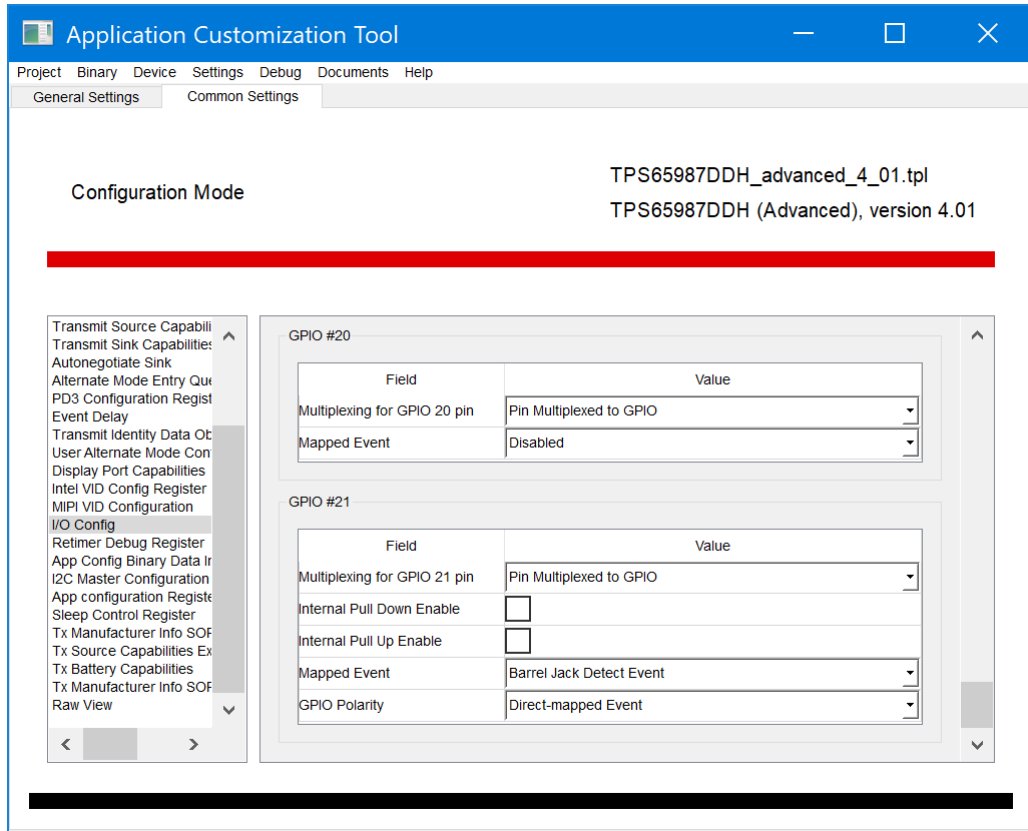 Application Customization Tool
Project Binary Device Settings Debug Documents Help
General Settings Common Settings
Configuration Mode
TPS65987DDH_advanced_4_01.tpl
TPS65987DDH (Advanced), version 4.01
Transmit Source Capabili
Transmit Sink Capabilities
Autonegotiate Sink
Alternate Mode Entry Que
PD3 Configuration Regist
Event Delay
Transmit Identity Data Ob
User Alternate Mode Con
Display Port Capabilities
Intel VID Config Register
MIPI VID Configuration
I/O Config
Retimer Debug Register
App Config Binary Data In
I2C Master Configuration
App configuration Registe
Sleep Control Register
Tx Manufacturer Info SOP
Tx Source Capabilities Ex
Tx Battery Capabilities
Tx Manufacturer Info SOP
Raw View
GPIO #20
Field Value
Multiplexing for GPIO 20 pin Pin Multiplexed to GPIO
Mapped Event Disabled
GPIO #21
Field Value
Multiplexing for GPIO 21 pin Pin Multiplexed to GPIO
Internal Pull Down Enable
Internal Pull Up Enable
Mapped Event Barrel Jack Detect Event
GPIO Polarity Direct-mapped Event